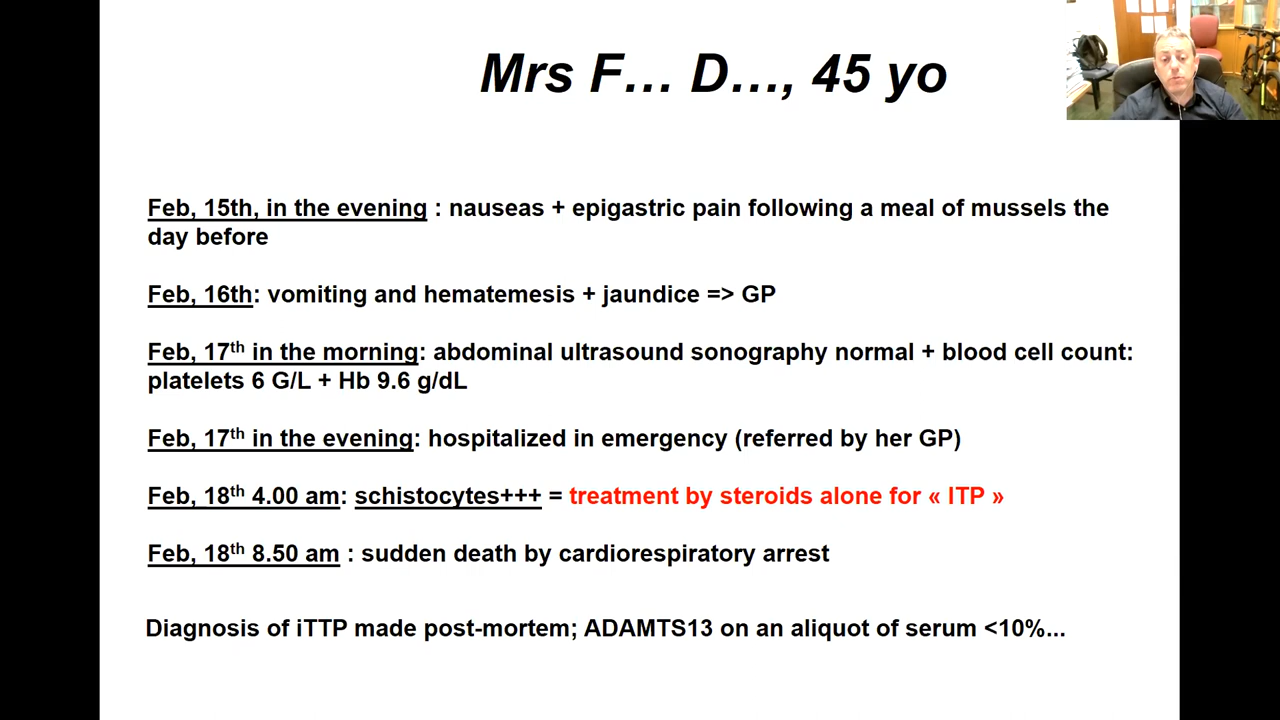 Mrs F… D…, 45 yo
Feb, 15th, in the evening : nauseas + epigastric pain following a meal of mussels the
day before
Feb, 16th: vomiting and hematemesis + jaundice => GP
Feb, 17th in the morning: abdominal ultrasound sonography normal + blood cell count:
platelets 6 G/L + Hb 9.6 g/dL
Feb, 17th in the evening: hospitalized in emergency (referred by her GP)
Feb, 18th 4.00 am: schistocytes+++ = treatment by steroids alone for « ITP »
Feb, 18th 8.50 am : sudden death by cardiorespiratory arrest
Diagnosis of iTTP made post-mortem; ADAMTS13 on an aliquot of serum <10%...